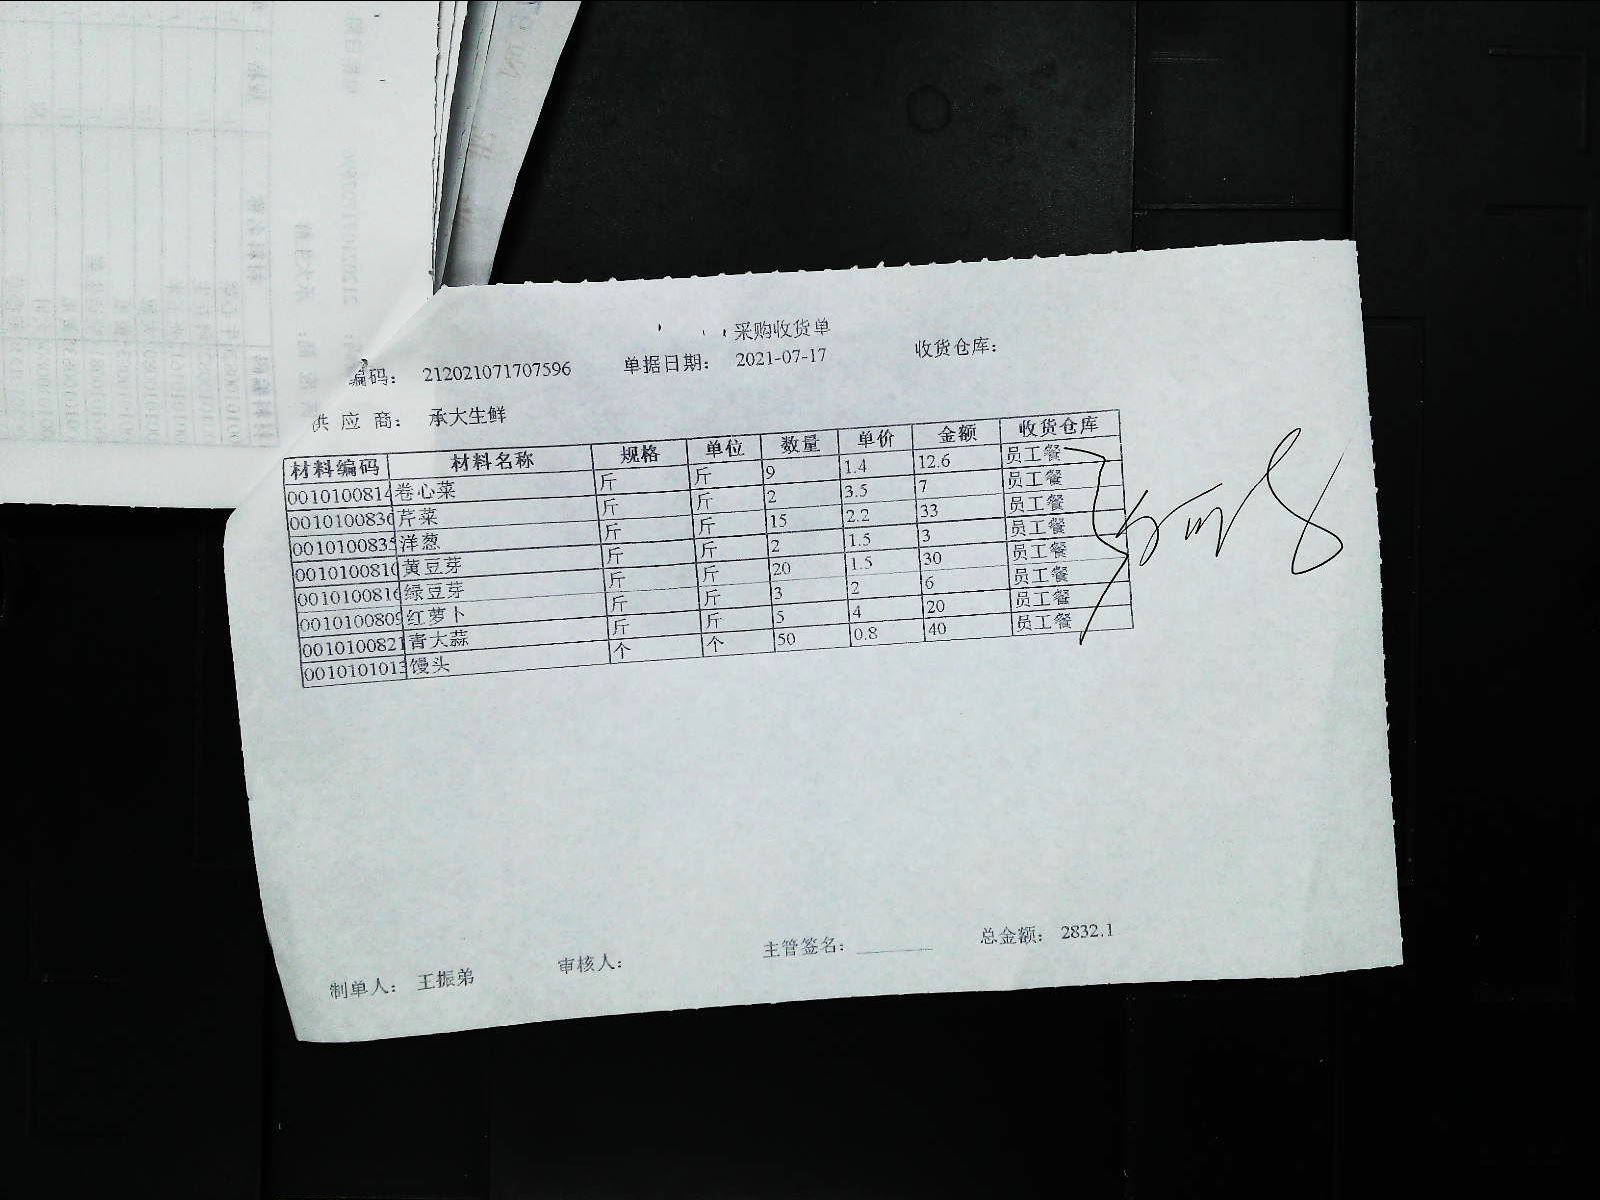 采购收货单
编码： 212021071707596 单据日期： 2021-07-17 收货仓库：
供 应 商： 承大生鲜
材料编码 材料名称 规格 单位 数量 单价 金额 收货仓库
0010100814 卷心菜 斤 斤 9 1.4 12.6 员工餐
0010100836 芹菜 斤 斤 2 3.5 7 员工餐
0010100835 洋葱 斤 斤 15 2.2 33 员工餐
0010100810 黄豆芽 斤 斤 2 1.5 3 员工餐
0010100816 绿豆芽 斤 斤 20 1.5 30 员工餐
0010100809 红萝卜 斤 斤 3 2 6 员工餐
0010100821 青大蒜 斤 斤 5 4 20 员工餐
0010101013 馒头 个 个 50 0.8 40 员工餐
制单人： 王振弟 审核人： 主管签名： 总金额： 2832.1